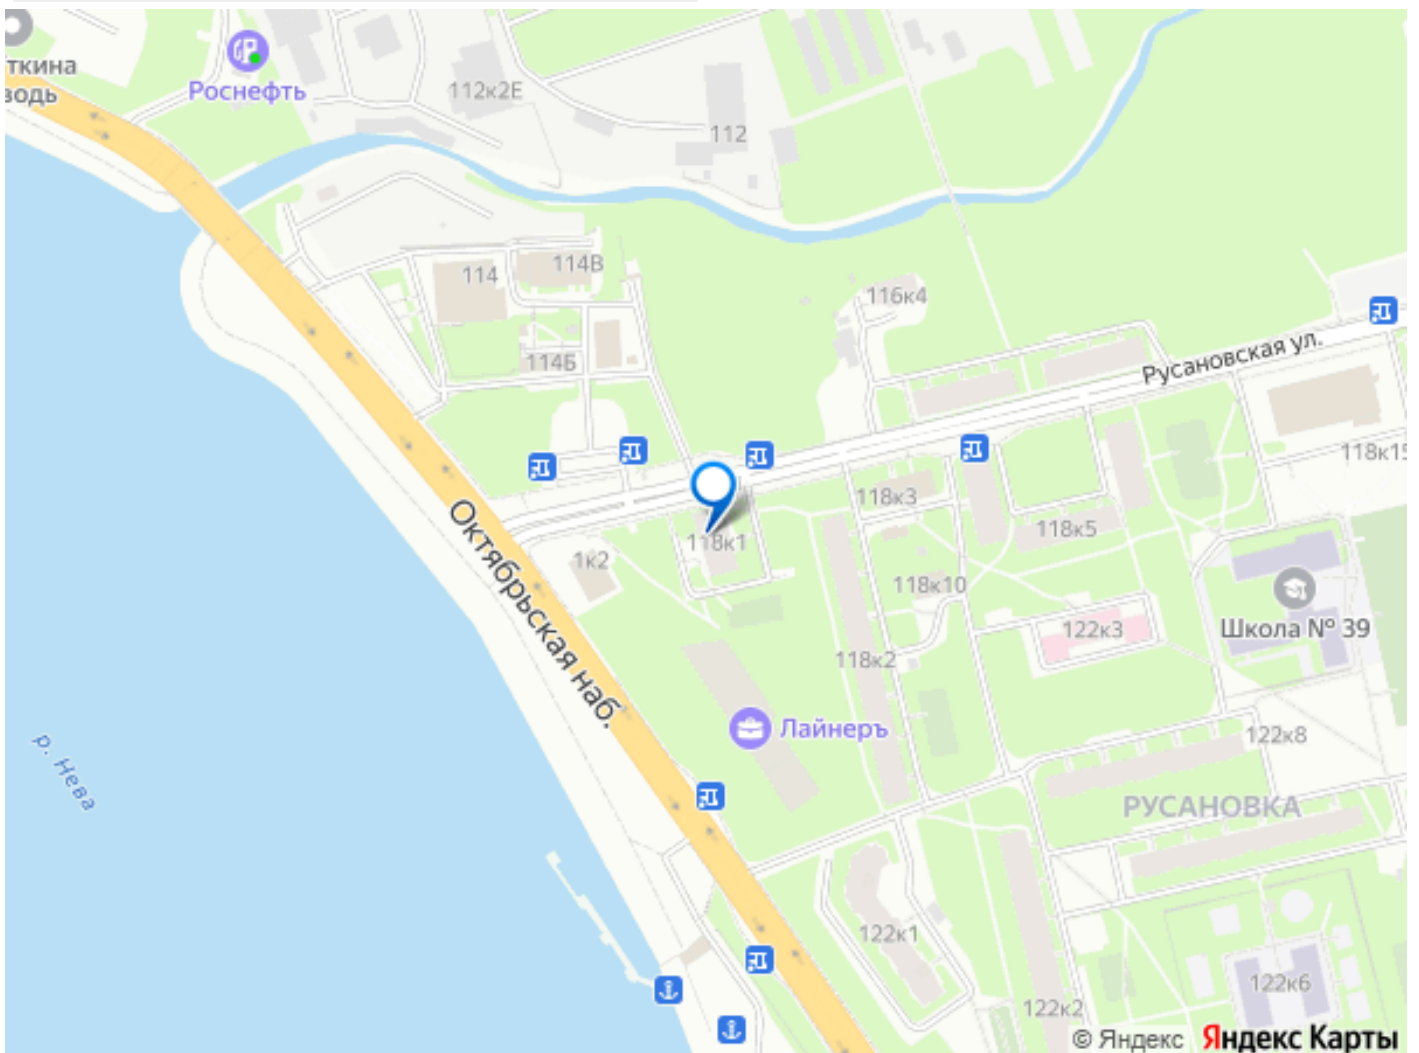 ткина
водь
Роснефть
112к2Е
112
114
114В
116к4
114Б
Русановская ул.
118к15
118к3
118к1
118к5
Октябрьская наб.
1к2
118к10
Школа № 39
122к3
118к2
Лайнеръ
122к8
р. Нева
РУСАНОВКА
122к1
122к6
122к2
© Яндекс Яндекс Карты